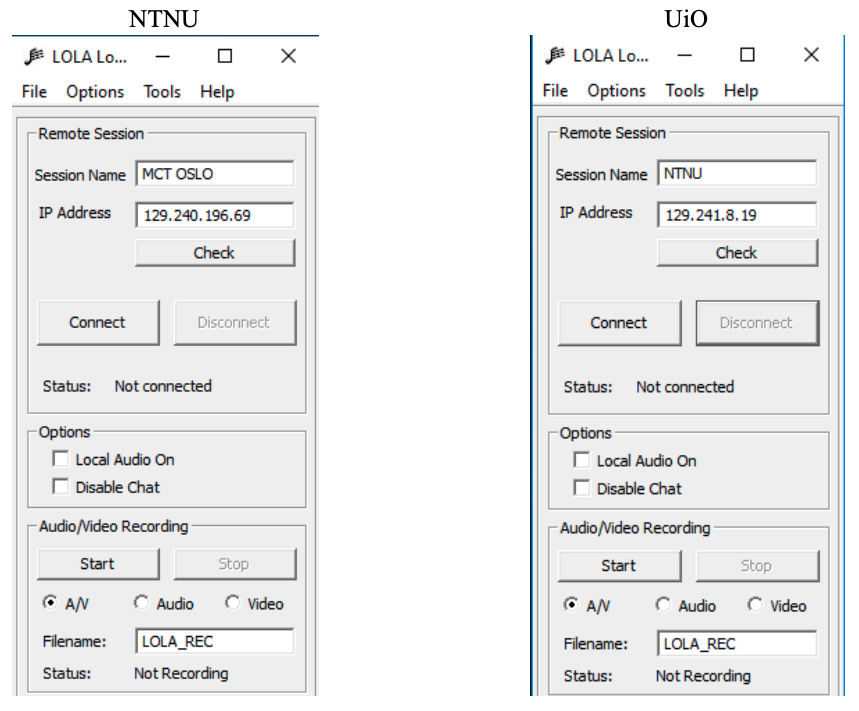 NTNU
LOLA Lo...
File Options Tools Help
Remote Session
Session Name MCT OSLO
IP Address 129.240.196.69
Check
Connect Disconnect
Status: Not connected
Options
Local Audio On
Disable Chat
Audio/Video Recording
Start Stop
A/V Audio Video
Filename: LOLA_REC
Status: Not Recording
UiO
LOLA Lo...
File Options Tools Help
Remote Session
Session Name NTNU
IP Address 129.241.8.19
Check
Connect Disconnect
Status: Not connected
Options
Local Audio On
Disable Chat
Audio/Video Recording
Start Stop
A/V Audio Video
Filename: LOLA_REC
Status: Not Recording